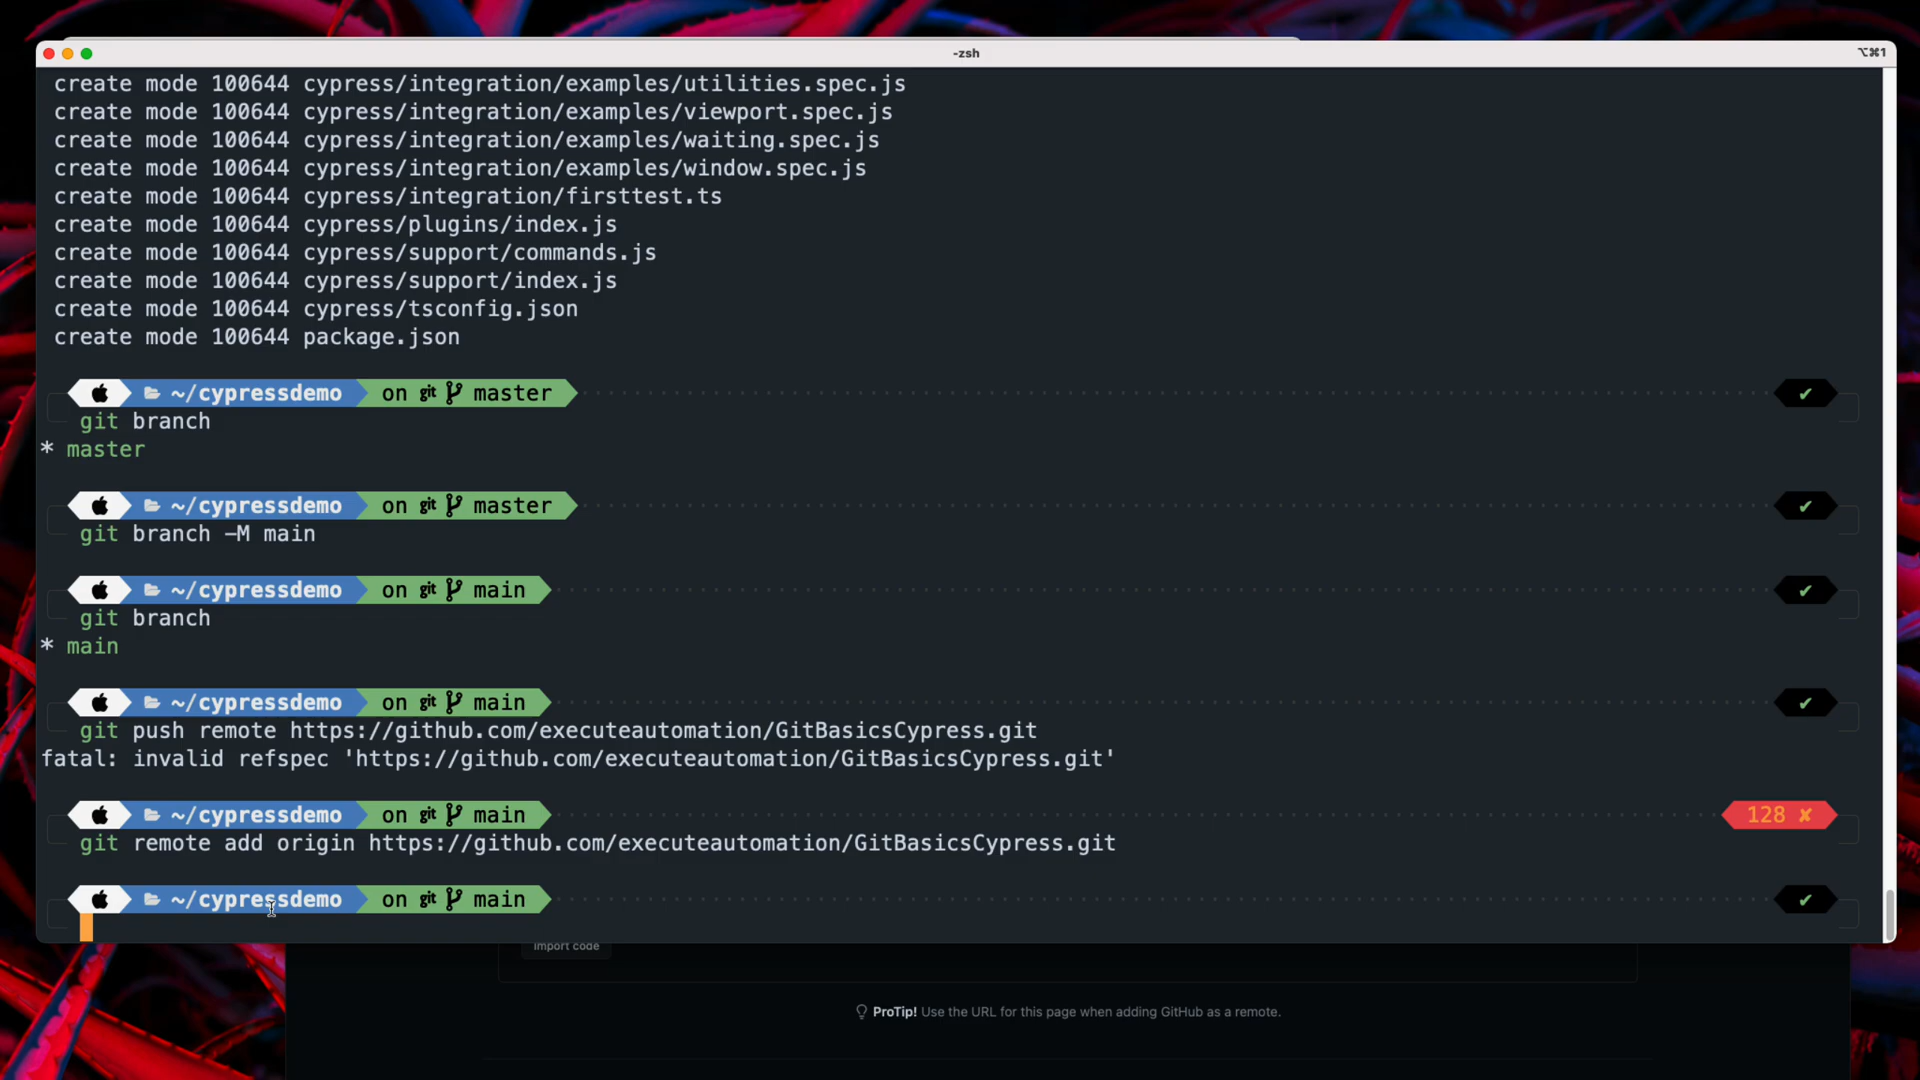 -zsh
⌥⌘1
create mode 100644 cypress/integration/examples/utilities.spec.js
create mode 100644 cypress/integration/examples/viewport.spec.js
create mode 100644 cypress/integration/examples/waiting.spec.js
create mode 100644 cypress/integration/examples/window.spec.js
create mode 100644 cypress/integration/firsttest.ts
create mode 100644 cypress/plugins/index.js
create mode 100644 cypress/support/commands.js
create mode 100644 cypress/support/index.js
create mode 100644 cypress/tsconfig.json
create mode 100644 package.json
~/cypressdemo on git master ✔
git branch
* master
~/cypressdemo on git master ✔
git branch -M main
~/cypressdemo on git main ✔
git branch
* main
~/cypressdemo on git main ✔
git push remote https://github.com/executeautomation/GitBasicsCypress.git
fatal: invalid refspec 'https://github.com/executeautomation/GitBasicsCypress.git'
~/cypressdemo on git main 128 ✘
git remote add origin https://github.com/executeautomation/GitBasicsCypress.git
~/cypressdemo on git main ✔
Import code
ProTip! Use the URL for this page when adding GitHub as a remote.